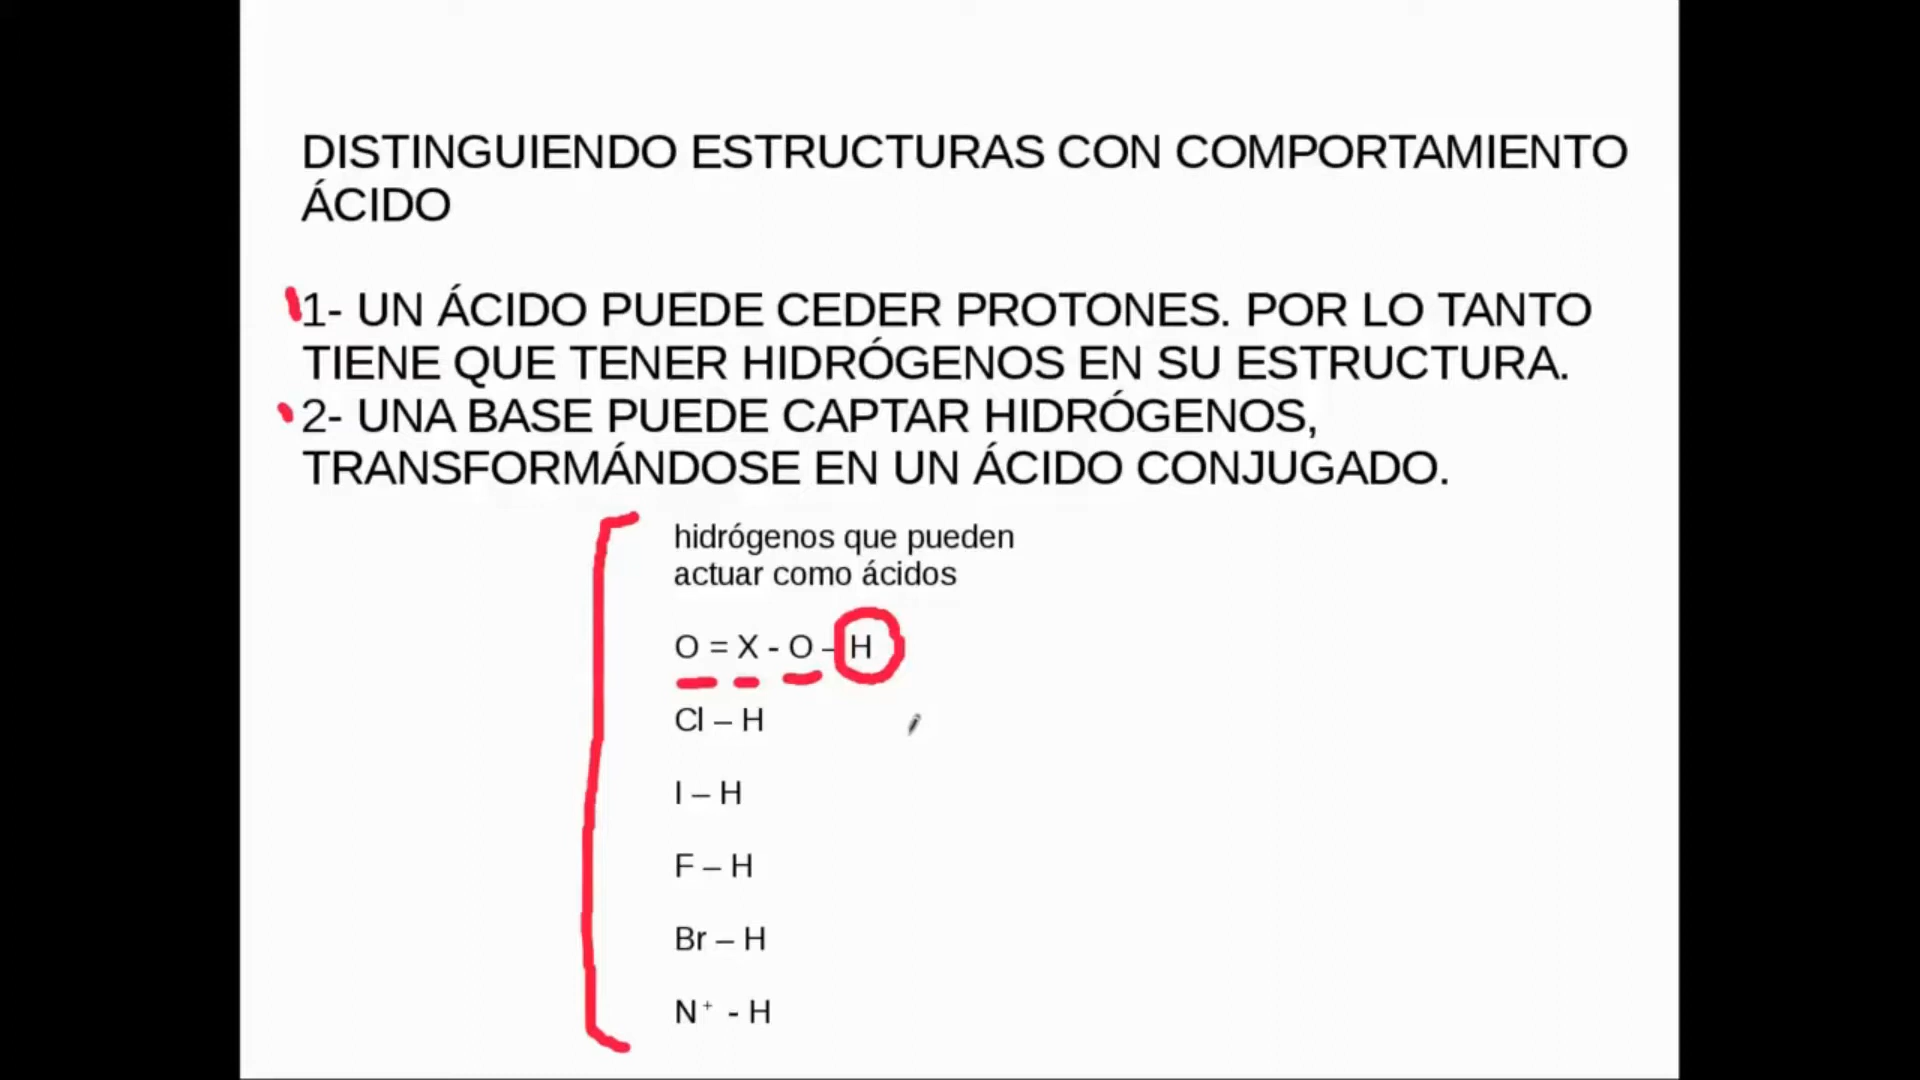 DISTINGUIENDO ESTRUCTURAS CON COMPORTAMIENTO
ÁCIDO
1- UN ÁCIDO PUEDE CEDER PROTONES. POR LO TANTO
TIENE QUE TENER HIDRÓGENOS EN SU ESTRUCTURA.
2- UNA BASE PUEDE CAPTAR HIDRÓGENOS,
TRANSFORMÁNDOSE EN UN ÁCIDO CONJUGADO.
hidrógenos que pueden
actuar como ácidos
O = X - O – H
Cl – H
I – H
F – H
Br – H
N⁺ - H